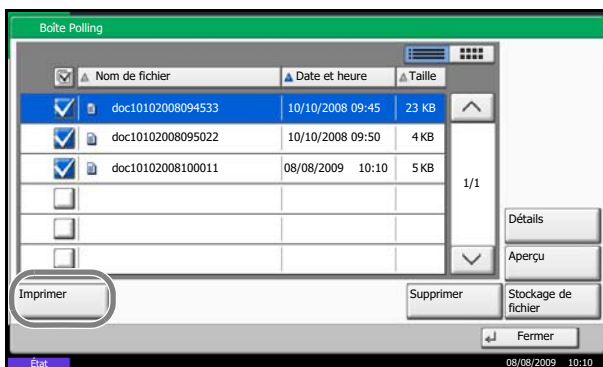 Boîte Polling
Nom de fichier Date et heure Taille
doc10102008094533 10/10/2008 09:45 23 KB
doc10102008095022 10/10/2008 09:50 4 KB
doc10102008100011 08/08/2009 10:10 5 KB
1/1
Détails
Aperçu
Imprimer Supprimer Stockage de
fichier
Fermer
État 08/08/2009 10:10